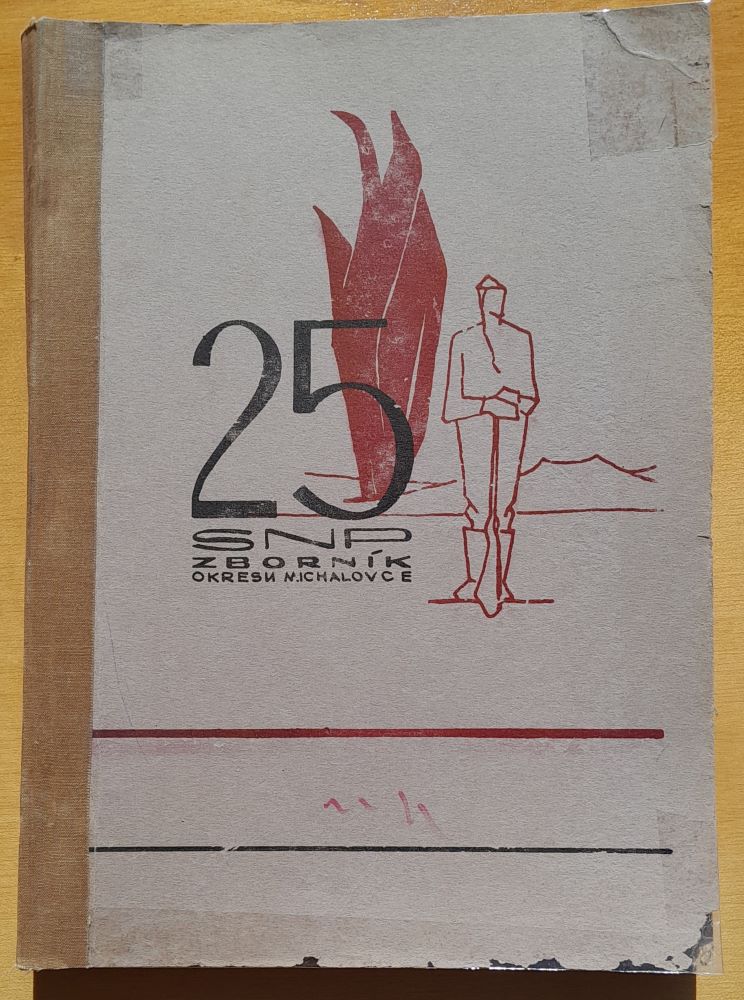 25
SNP
ZBORNÍK
OKRESU MICHALOVCE